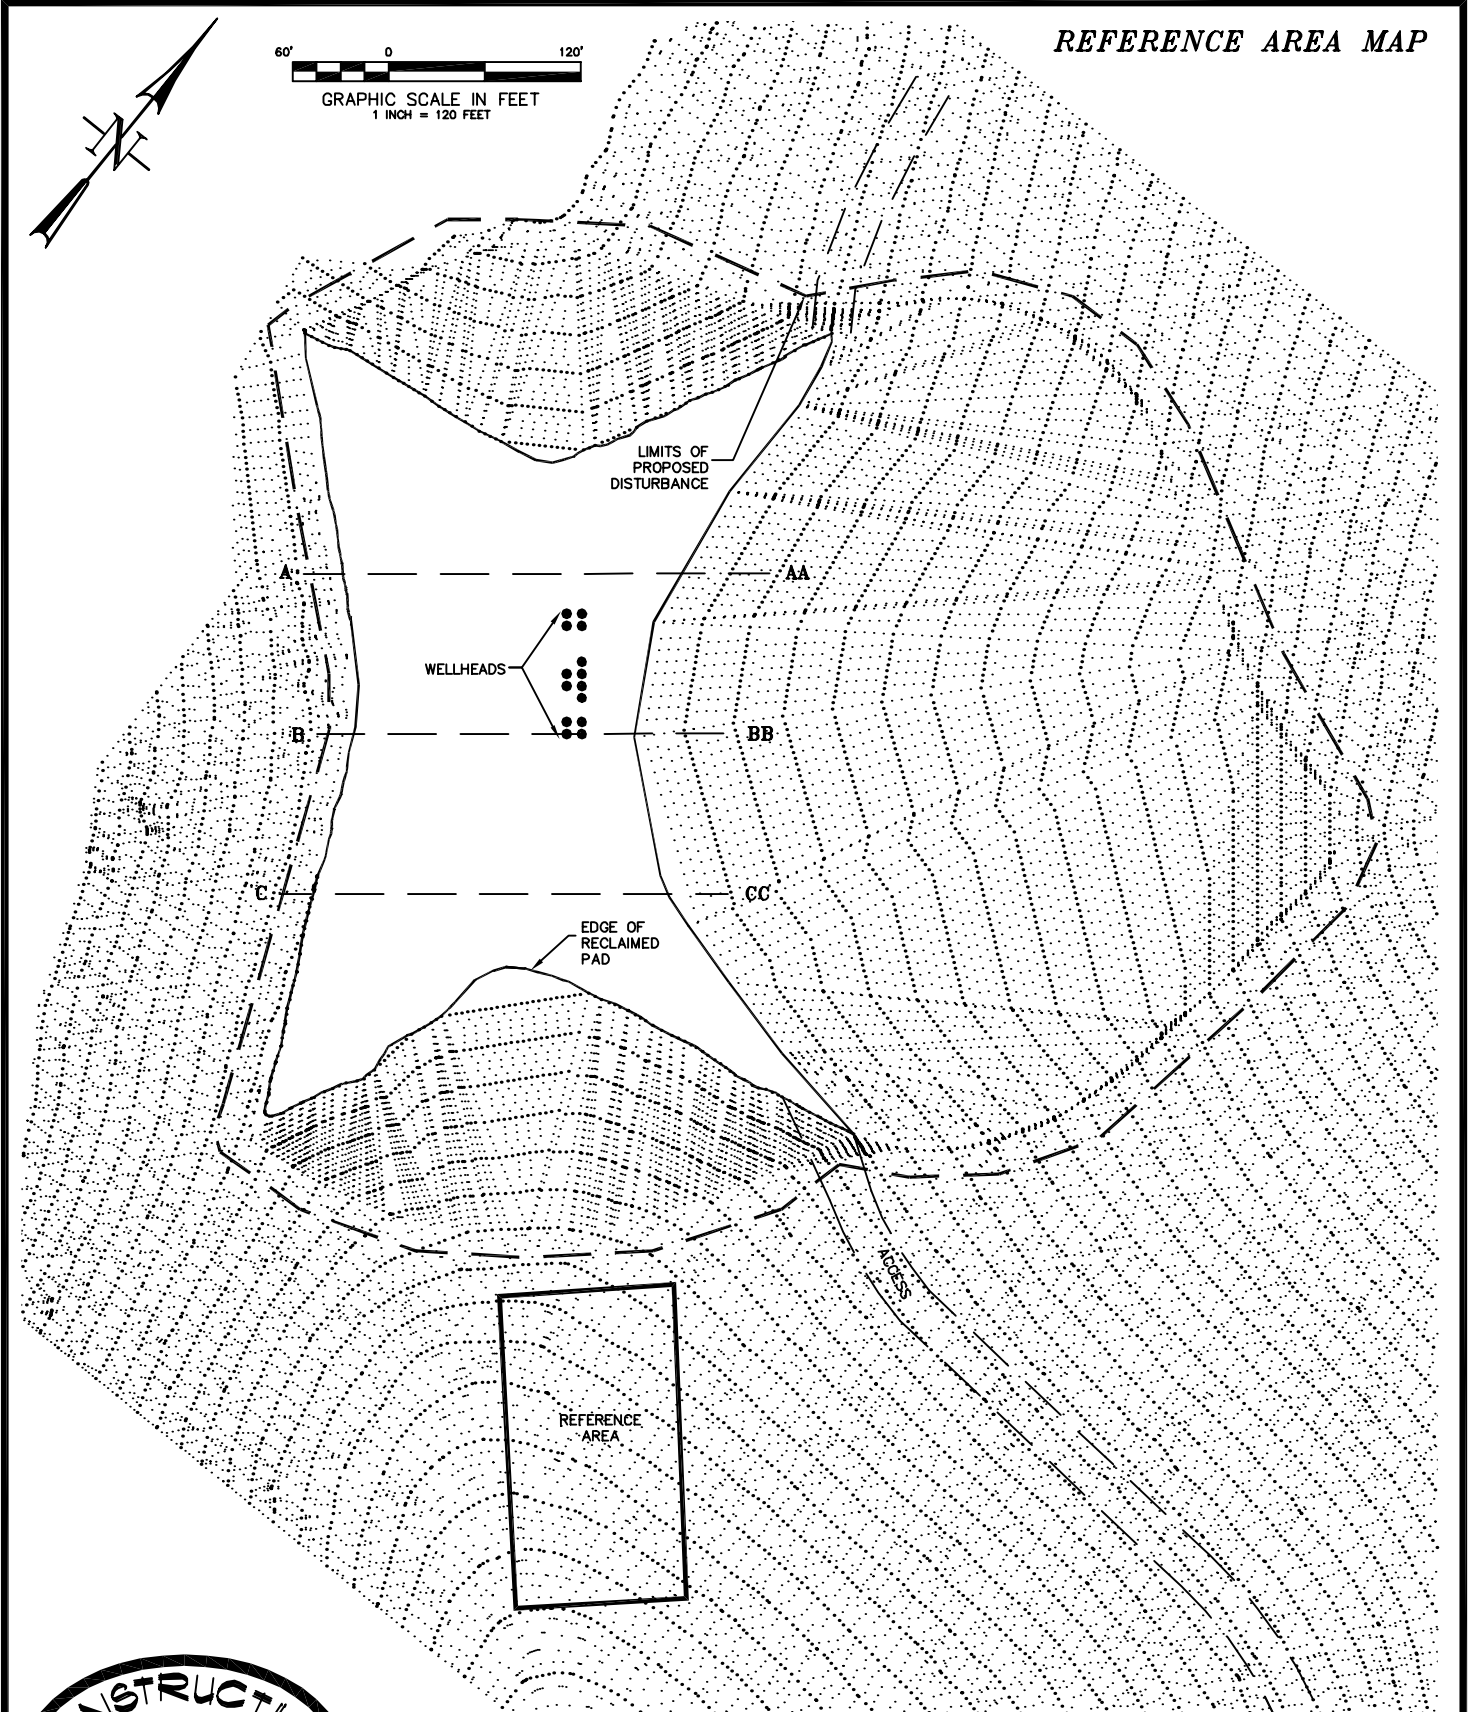 REFERENCE AREA MAP
60' 0 120'
GRAPHIC SCALE IN FEET
1 INCH = 120 FEET
N
LIMITS OF
PROPOSED
DISTURBANCE
A AA
WELLHEADS
B BB
C CC
EDGE OF
RECLAIMED
PAD
ACCESS
REFERENCE
AREA